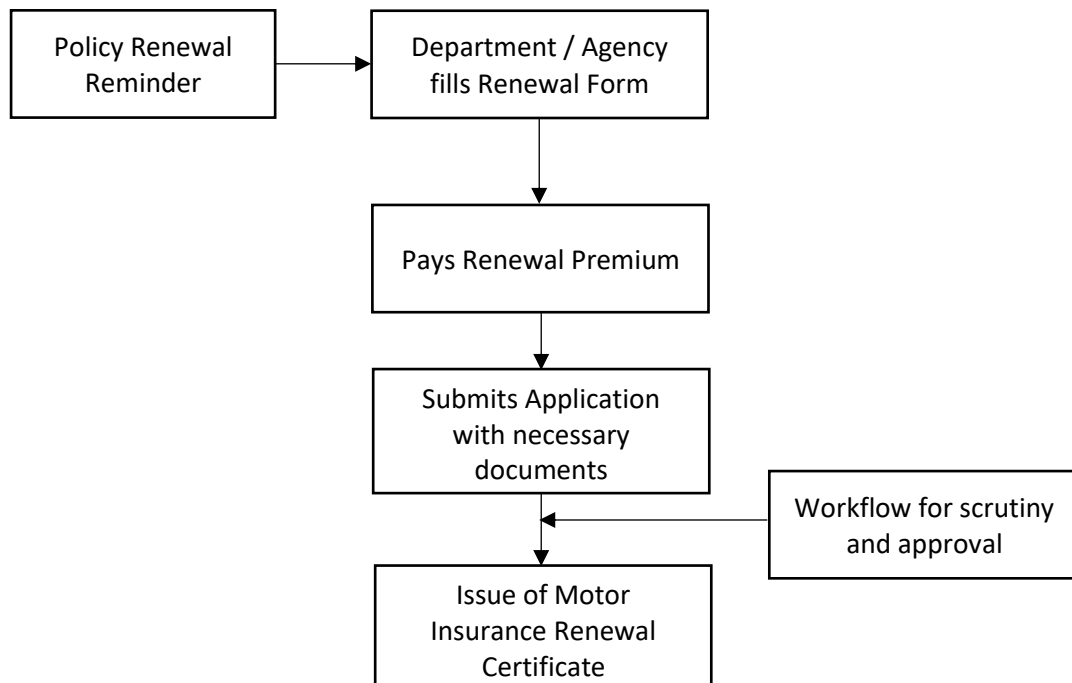 Policy Renewal
Reminder
Department / Agency
fills Renewal Form
Pays Renewal Premium
Submits Application
with necessary
documents
Workflow for scrutiny
and approval
Issue of Motor
Insurance Renewal
Certificate